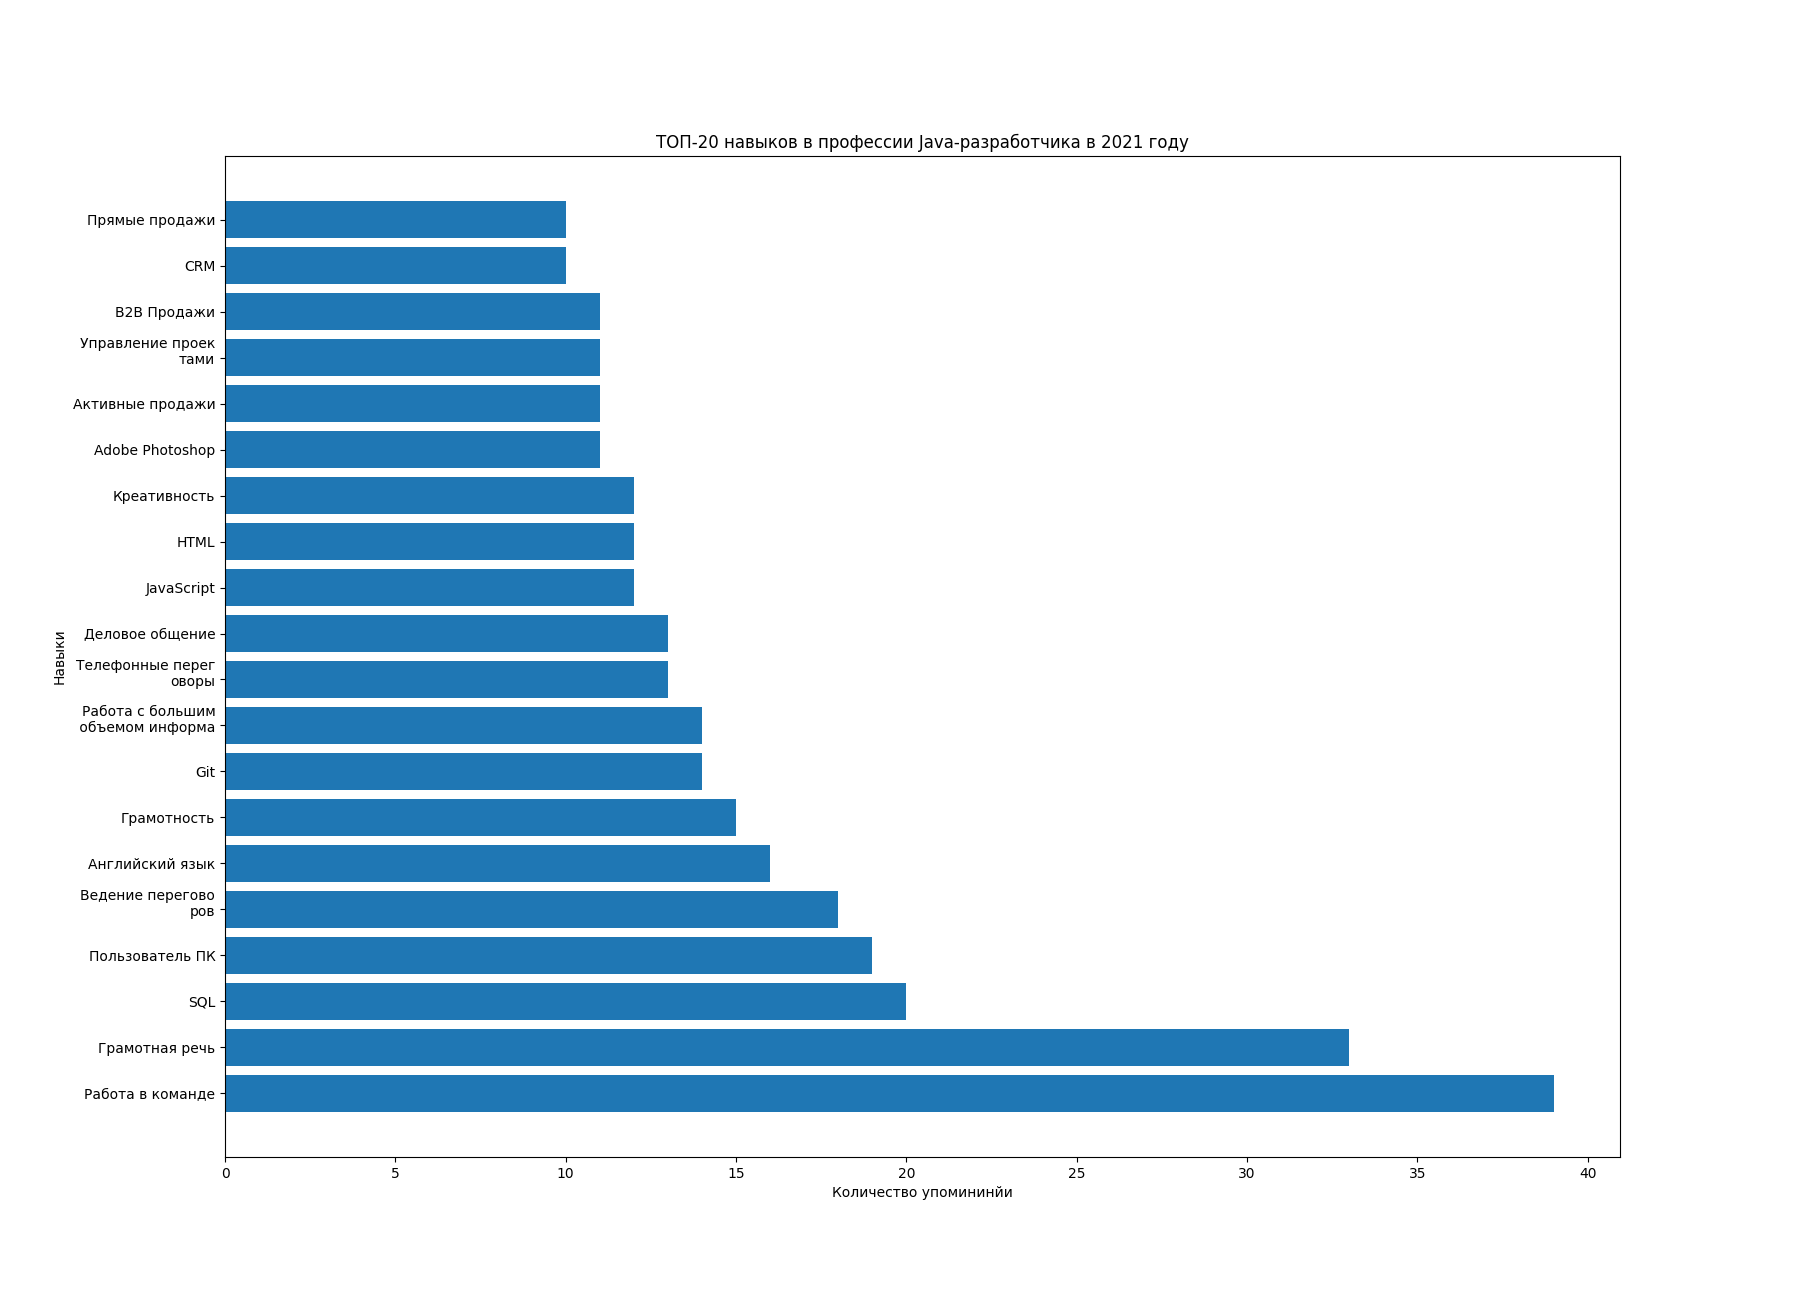 ТОП-20 навыков в профессии Java-разработчика в 2021 году
Прямые продажи
CRM
B2B Продажи
Управление проек
тами
Активные продажи
Adobe Photoshop
Креативность
HTML
JavaScript
Деловое общение
Телефонные перег
оворы
Работа с большим
объемом информа
Git
Грамотность
Английский язык
Ведение перегово
ров
Пользователь ПК
SQL
Грамотная речь
Работа в команде
Навыки
0 5 10 15 20 25 30 35 40
Количество упомининйи